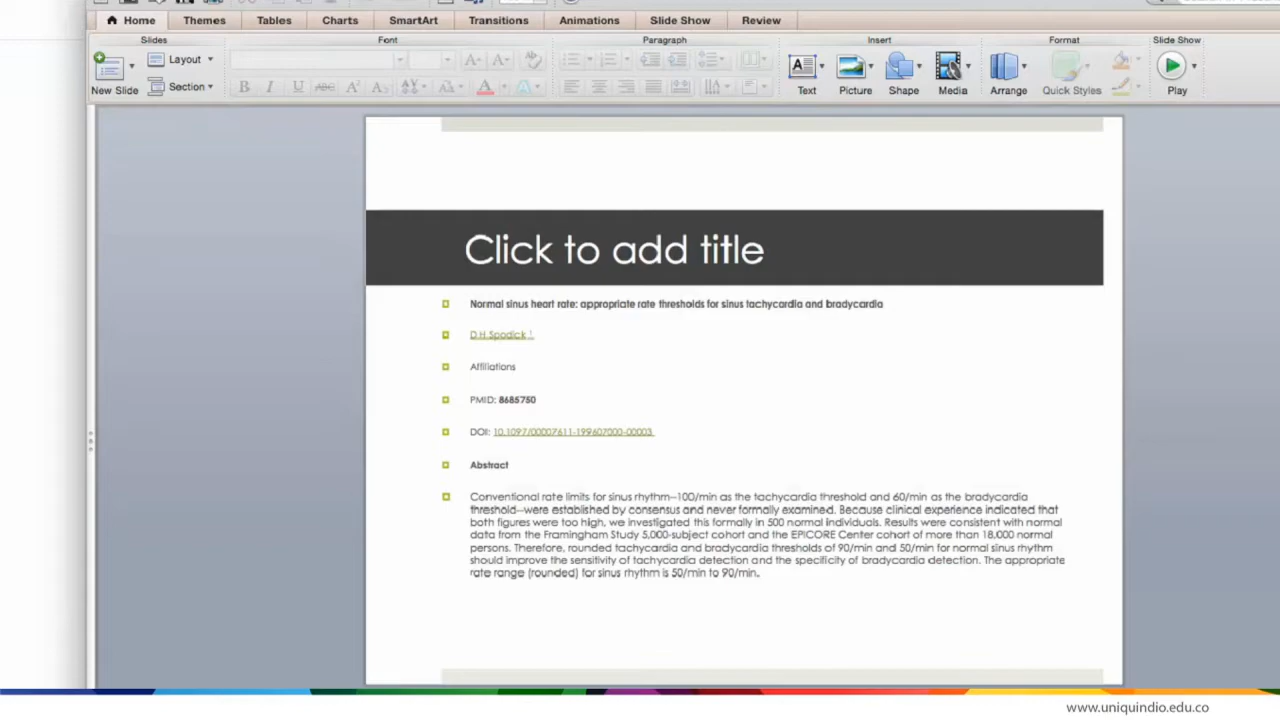 Home Themes Tables Charts SmartArt Transitions Animations Slide Show Review
Slides Font Paragraph Insert Format Slide Show
Layout
Section
New Slide
B I U ABC A² A₂
Text Picture Shape Media Arrange Quick Styles Play
Click to add title
Normal sinus heart rate: appropriate rate thresholds for sinus tachycardia and bradycardia
D H Spodick 1
Affiliations
PMID: 8685750
DOI: 10.1097/00007611-199607000-00003
Abstract
Conventional rate limits for sinus rhythm--100/min as the tachycardia threshold and 60/min as the bradycardia
threshold--were established by consensus and never formally examined. Because clinical experience indicated that
both figures were too high, we investigated this formally in 500 normal individuals. Results were consistent with normal
data from the Framingham Study 5,000-subject cohort and the EPICORE Center cohort of more than 18,000 normal
persons. Therefore, rounded tachycardia and bradycardia thresholds of 90/min and 50/min for normal sinus rhythm
should improve the sensitivity of tachycardia detection and the specificity of bradycardia detection. The appropriate
rate range (rounded) for sinus rhythm is 50/min to 90/min.
www.uniquindio.edu.co